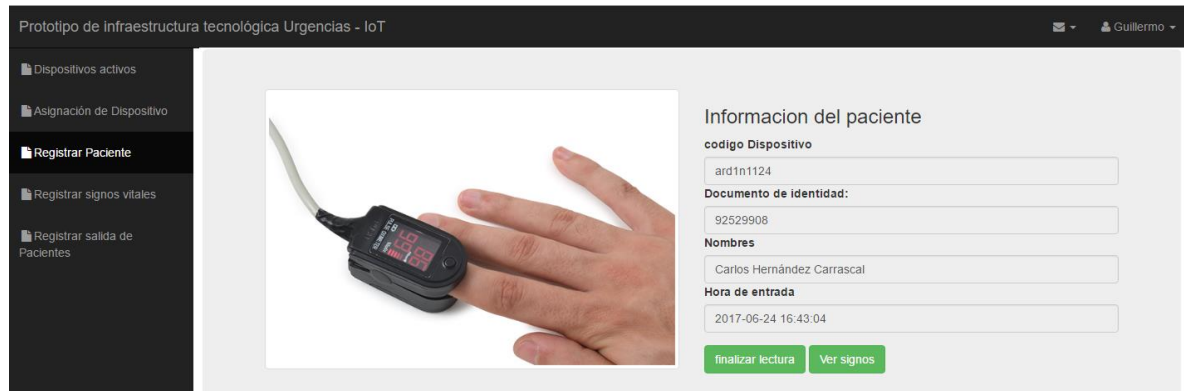 Prototipo de infraestructura tecnológica Urgencias - IoT
Guillermo
Dispositivos activos
Asignación de Dispositivo
Registrar Paciente
Registrar signos vitales
Registrar salida de
Pacientes
Informacion del paciente
codigo Dispositivo
ard1n1124
Documento de identidad:
92529908
Nombres
Carlos Hernández Carrascal
Hora de entrada
2017-06-24 16:43:04
finalizar lectura
Ver signos
PULSE OXIMETER